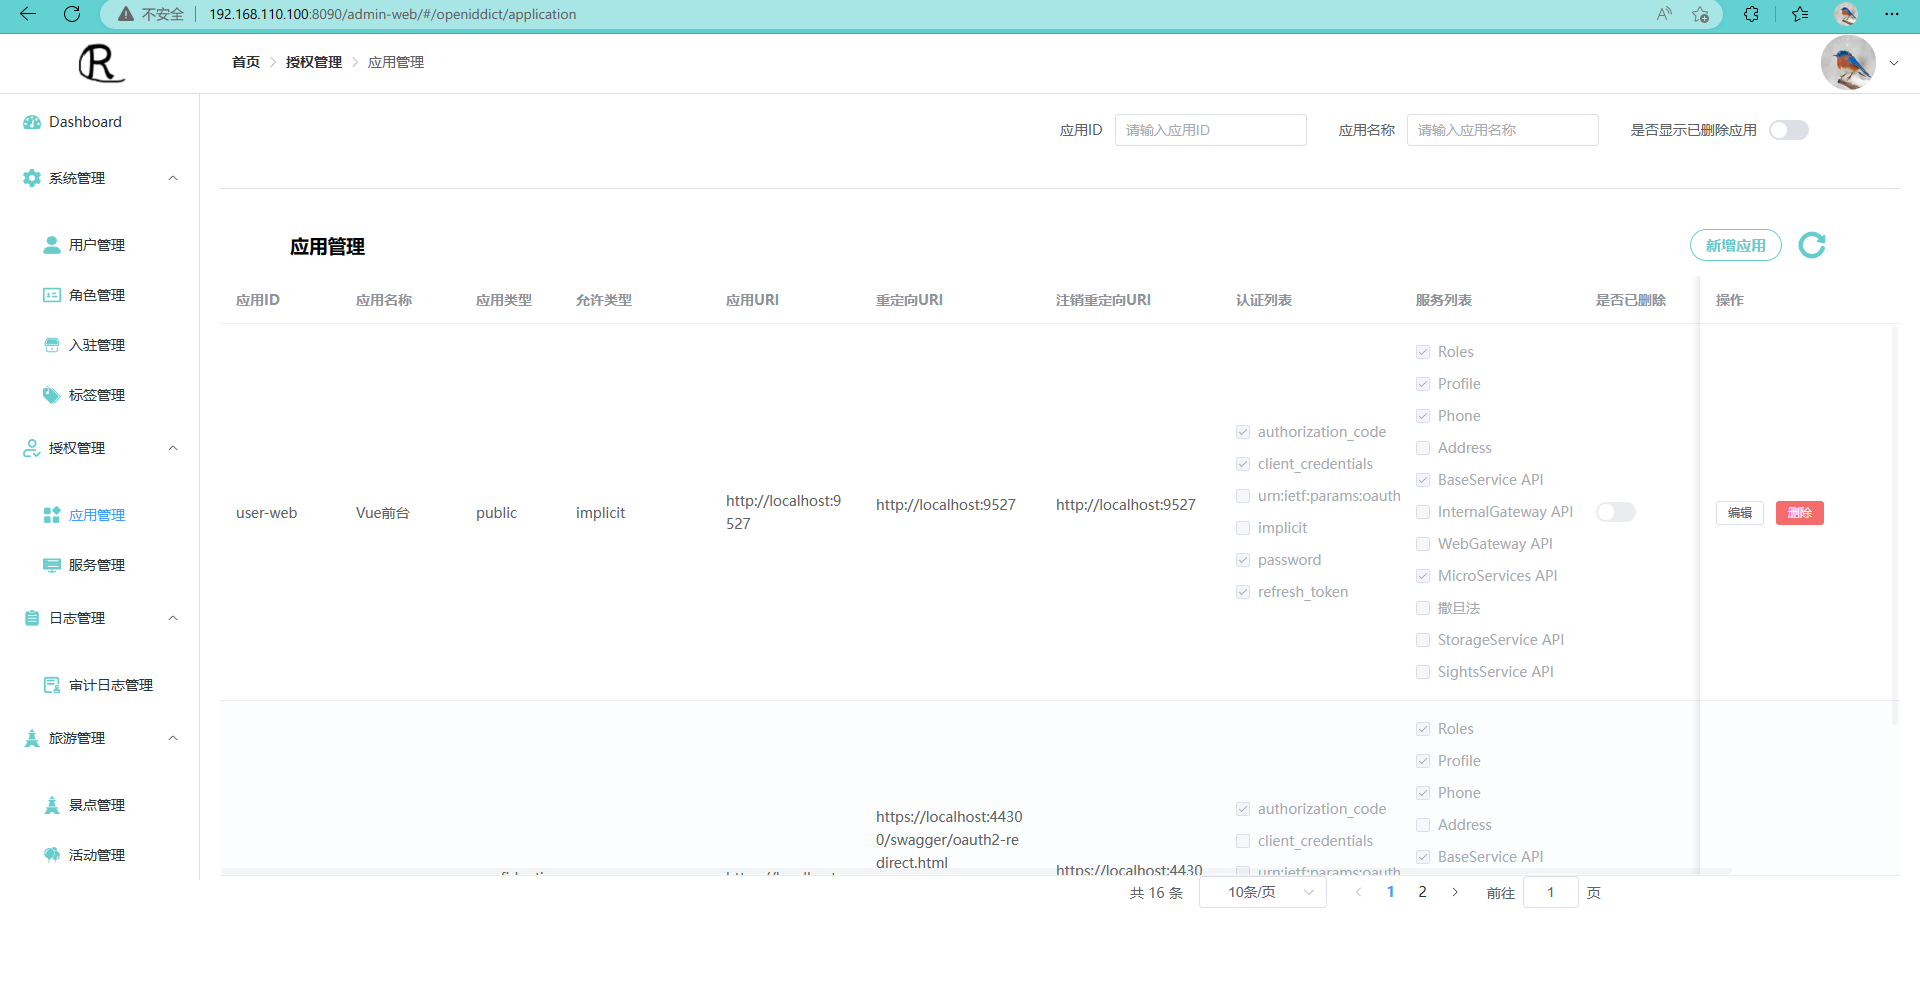 不安全 192.168.110.100:8090/admin-web/#/openiddict/application
R
首页 > 授权管理 > 应用管理
Dashboard
系统管理
用户管理
角色管理
入驻管理
标签管理
授权管理
应用管理
服务管理
日志管理
审计日志管理
旅游管理
景点管理
活动管理
应用ID 请输入应用ID 应用名称 请输入应用名称 是否显示已删除应用
应用管理 新增应用
应用ID 应用名称 应用类型 允许类型 应用URI 重定向URI 注销重定向URI 认证列表 服务列表 是否已删除 操作
user-web Vue前台 public implicit
http://localhost:9
527
http://localhost:9527
http://localhost:9527
authorization_code
client_credentials
urn:ietf:params:oauth
implicit
password
refresh_token
Roles
Profile
Phone
Address
BaseService API
InternalGateway API
WebGateway API
MicroServices API
撒旦法
StorageService API
SightsService API
编辑 删除
https://localhost:4430
0/swagger/oauth2-re
direct.html
https://localhost:4430
authorization_code
client_credentials
urn:ietf:params:oauth
Roles
Profile
Phone
Address
BaseService API
共 16 条 10条/页 1 2 前往 1 页